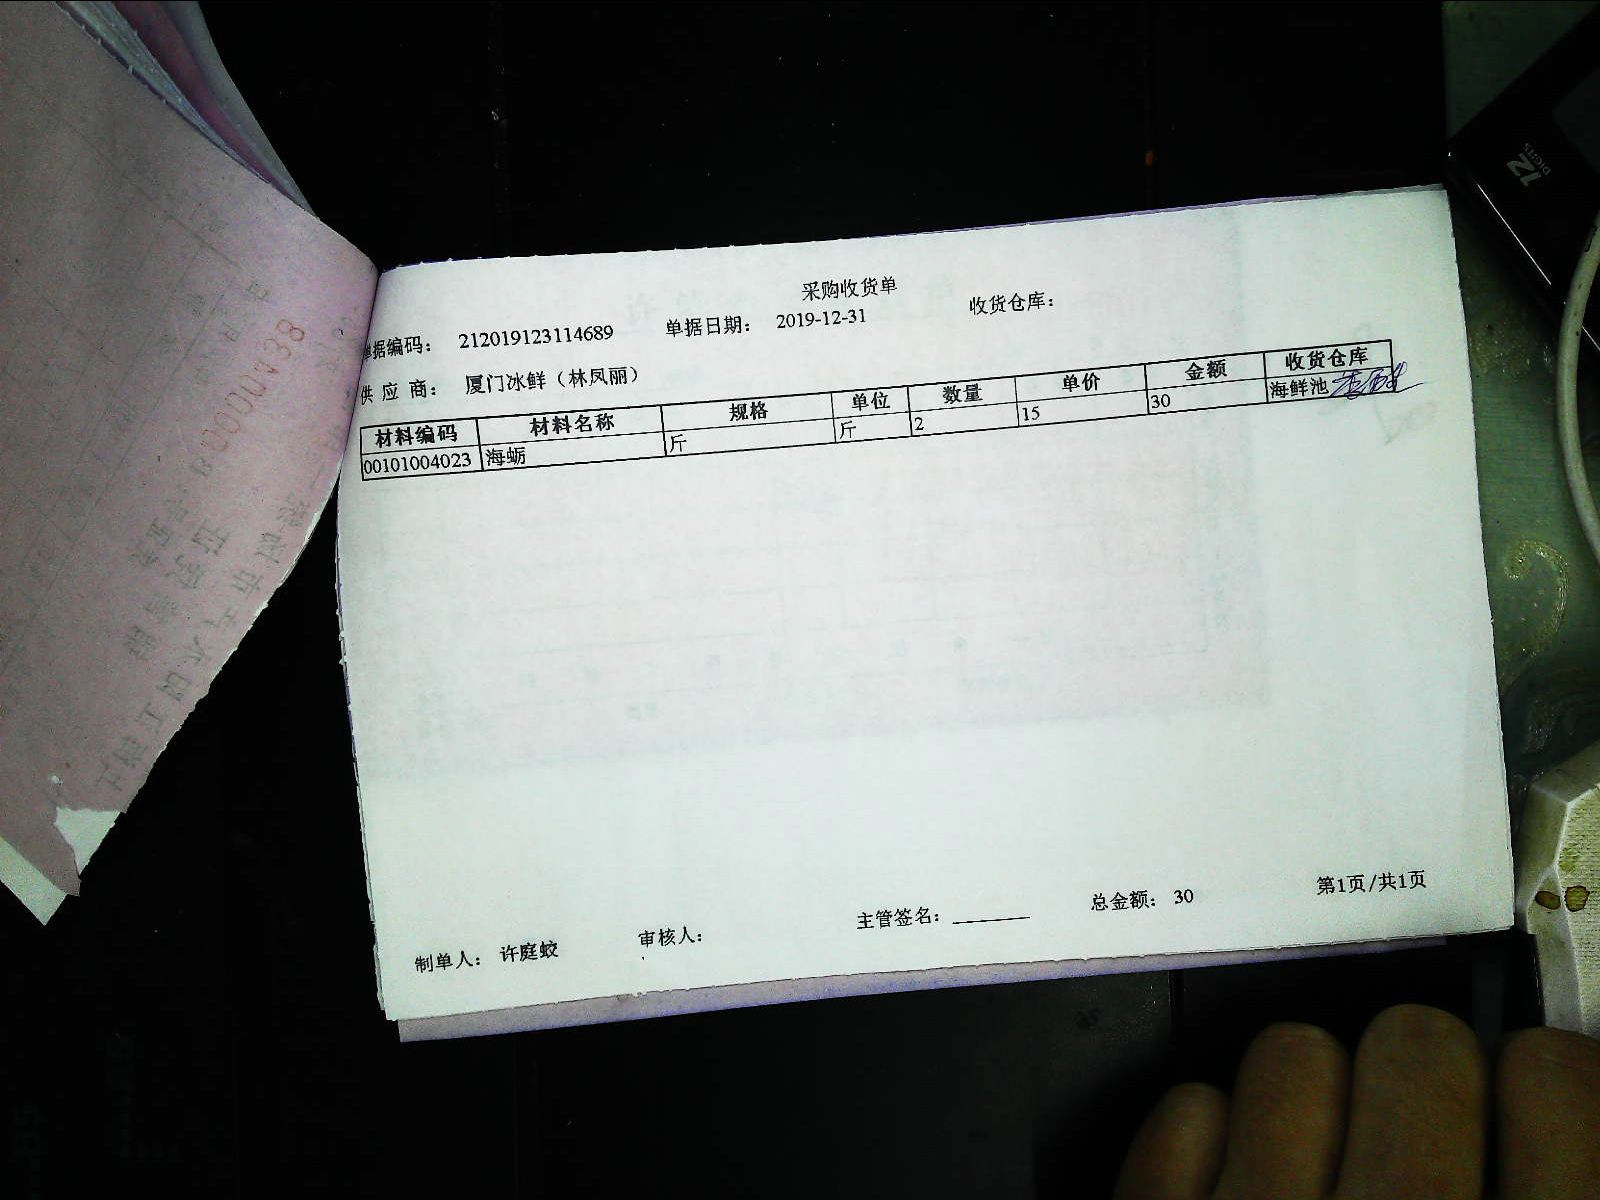 采购收货单
单据编码： 212019123114689 单据日期： 2019-12-31 收货仓库：
供 应 商： 厦门冰鲜（林凤丽）
材料编码 材料名称 规格 单位 数量 单价 金额 收货仓库
00101004023 海蛎 斤 斤 2 15 30 海鲜池
制单人： 许庭蛟 审核人： 主管签名： 总金额： 30 第1页/共1页
12 DIGITS